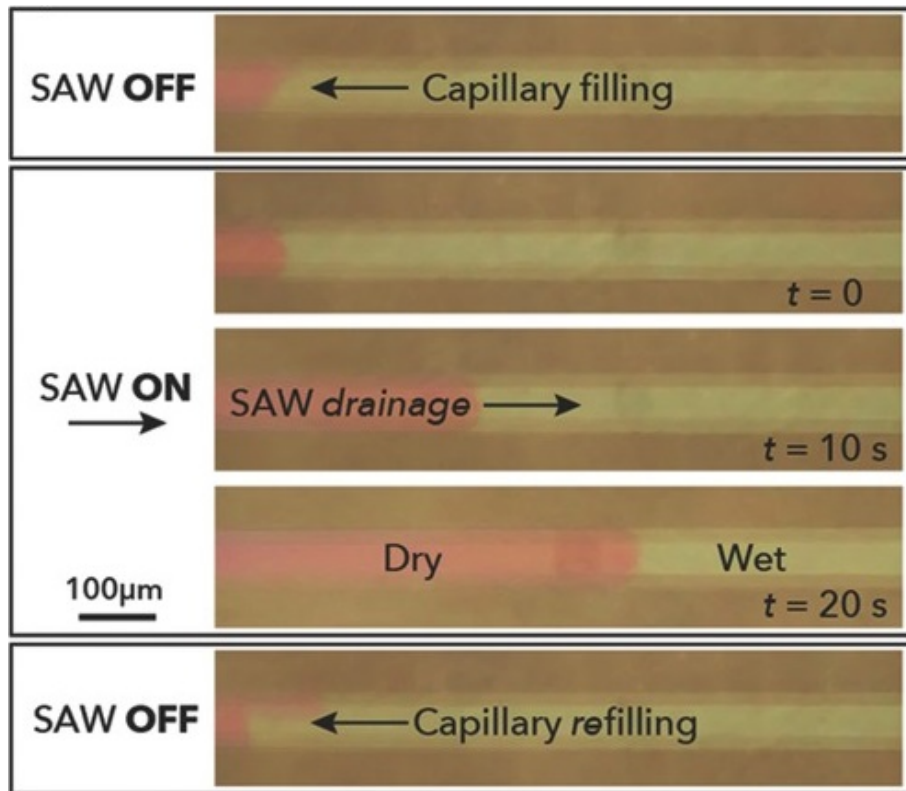 SAW OFF
Capillary filling
t = 0
SAW ON
SAW drainage
t = 10 s
Dry
Wet
100μm
t = 20 s
SAW OFF
Capillary refilling